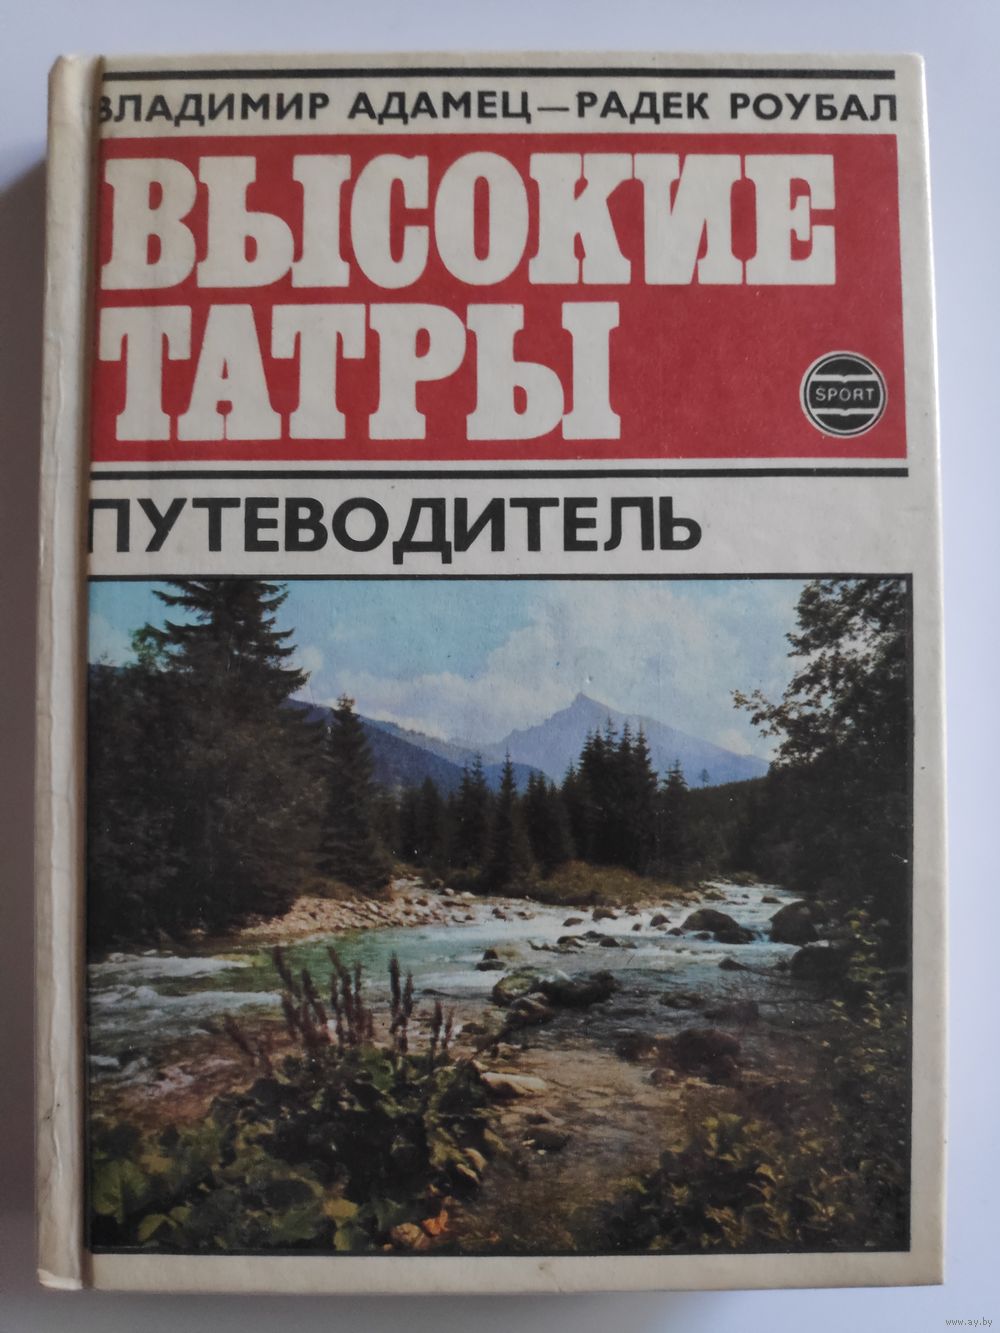 ВЛАДИМИР АДАМЕЦ—РАДЕК РОУБАЛ
ВЫСОКИЕ
ТАТРЫ
SPORT
ПУТЕВОДИТЕЛЬ
www.ay.by